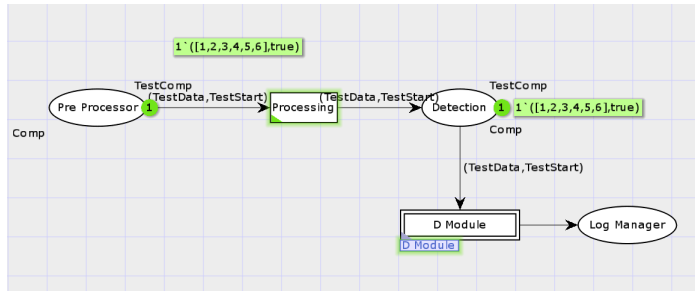 1`([1,2,3,4,5,6],true)
TestComp
TestComp
Pre Processor
1
(TestData,TestStart)
Processing
(TestData,TestStart)
Detection
1
1`([1,2,3,4,5,6],true)
Comp
Comp
(TestData,TestStart)
D Module
Log Manager
D Module